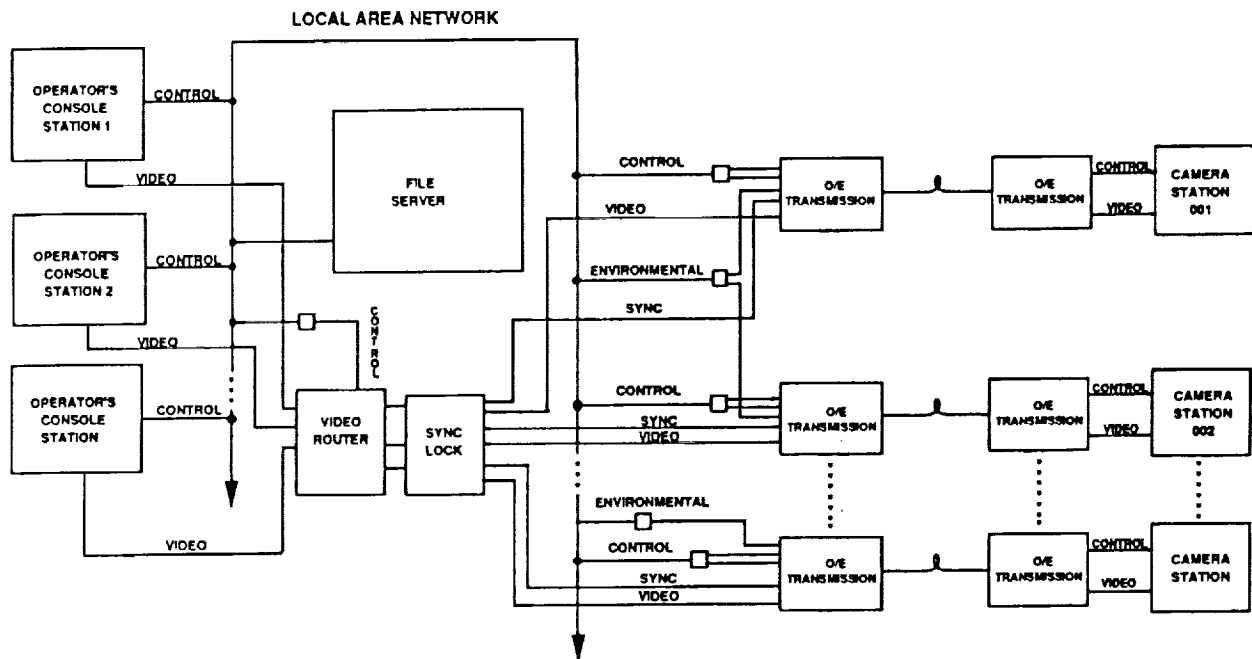 LOCAL AREA NETWORK
OPERATOR'S
CONSOLE
STATION 1
CONTROL
VIDEO
FILE
SERVER
OPERATOR'S
CONSOLE
STATION 2
CONTROL
VIDEO
CONTROL
OPERATOR'S
CONSOLE
STATION
CONTROL
VIDEO
VIDEO
ROUTER
SYNC
LOCK
CONTROL
VIDEO
ENVIRONMENTAL
SYNC
O/E
TRANSMISSION
O/E
TRANSMISSION
CONTROL
VIDEO
CAMERA
STATION
001
CONTROL
SYNC
VIDEO
O/E
TRANSMISSION
O/E
TRANSMISSION
CONTROL
VIDEO
CAMERA
STATION
002
ENVIRONMENTAL
CONTROL
SYNC
VIDEO
O/E
TRANSMISSION
O/E
TRANSMISSION
CONTROL
VIDEO
CAMERA
STATION